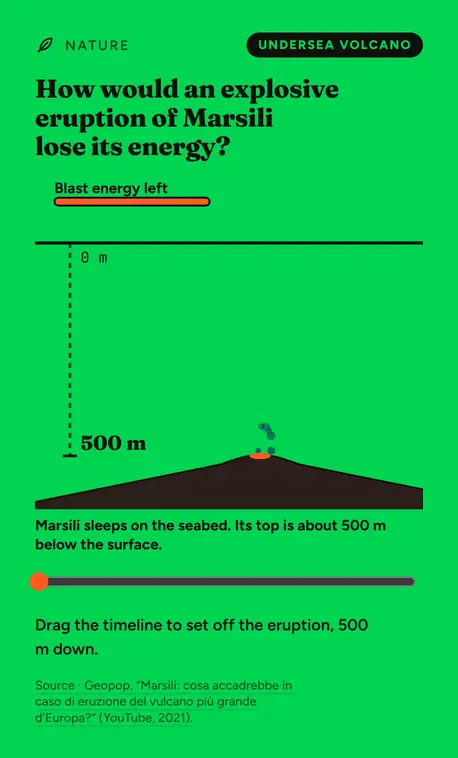 NATURE
UNDERSEA VOLCANO
How would an explosive
eruption of Marsili
lose its energy?
Blast energy left
0 m
500 m
Marsili sleeps on the seabed. Its top is about 500 m
below the surface.
Drag the timeline to set off the eruption, 500
m down.
Source · Geopop, “Marsili: cosa accadrebbe in
caso di eruzione del vulcano più grande
d'Europa?” (YouTube, 2021).